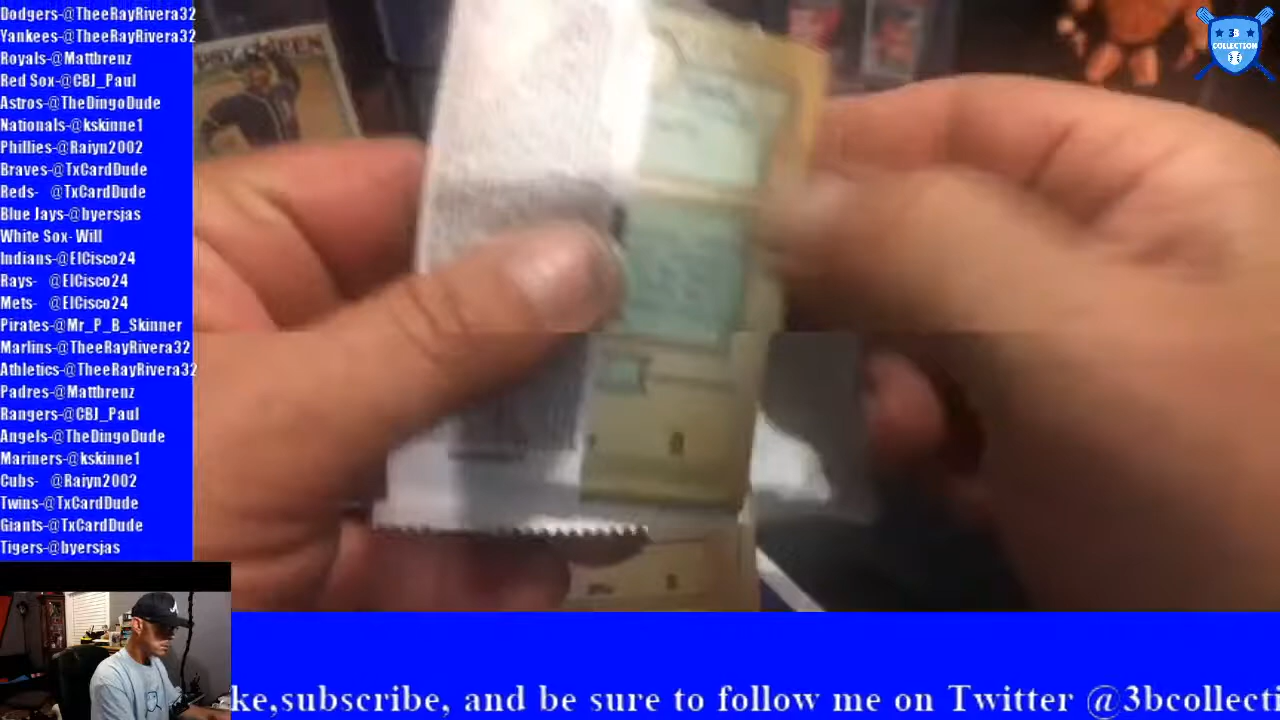 Dodgers-@TheeRayRivera32
Yankees-@TheeRayRivera32
Royals-@Mattbrenz
Red Sox-@CBJ_Paul
Astros-@TheDingoDude
Nationals-@kskinne1
Phillies-@Raiyn2002
Braves-@TxCardDude
Reds- @TxCardDude
Blue Jays-@byersjas
White Sox- Will
Indians-@ElCisco24
Rays- @ElCisco24
Mets- @ElCisco24
Pirates-@Mr_P_B_Skinner
Marlins-@TheeRayRivera32
Athletics-@TheeRayRivera32
Padres-@Mattbrenz
Rangers-@CBJ_Paul
Angels-@TheDingoDude
Mariners-@kskinne1
Cubs- @Raiyn2002
Twins-@TxCardDude
Giants-@TxCardDude
Tigers-@byersjas
3B
COLLECTION
ke,subscribe, and be sure to follow me on Twitter @3bcollecti